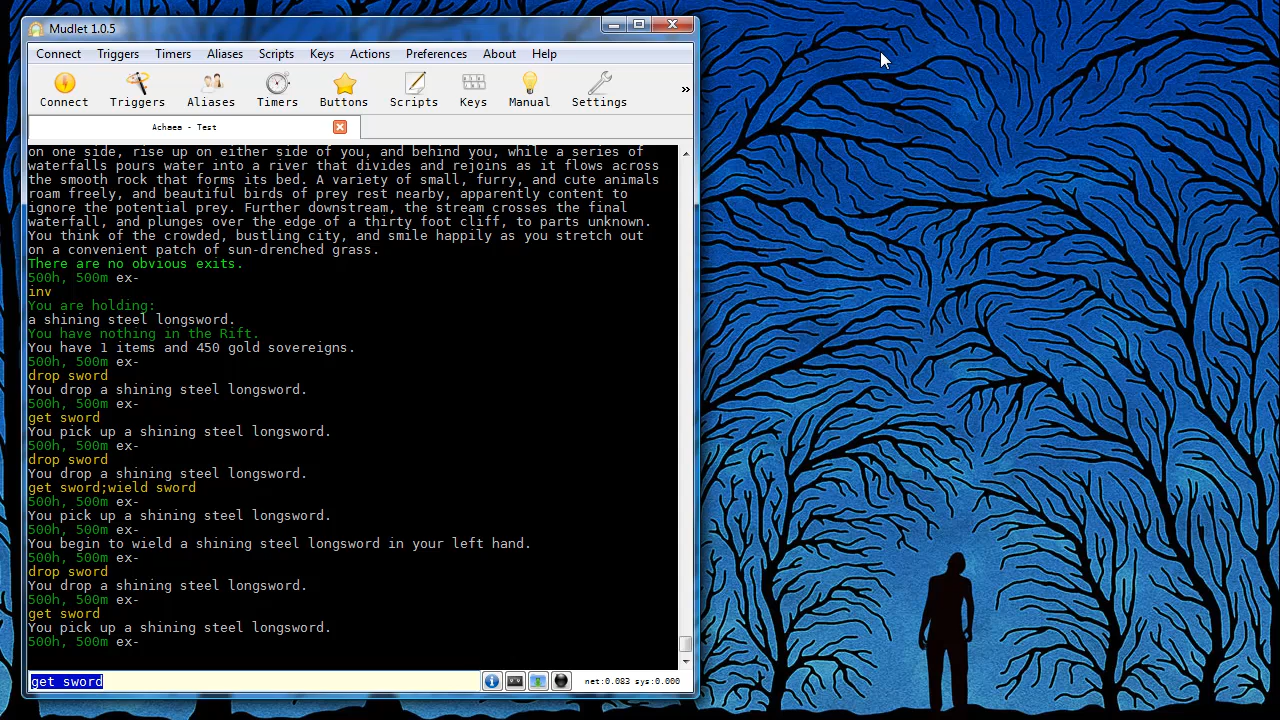 Mudlet 1.0.5
Connect Triggers Timers Aliases Scripts Keys Actions Preferences About Help
Connect Triggers Aliases Timers Buttons Scripts Keys Manual Settings »
Achaea - Test
on one side, rise up on either side of you, and behind you, while a series of
waterfalls pours water into a river that divides and rejoins as it flows across
the smooth rock that forms its bed. A variety of small, furry, and cute animals
roam freely, and beautiful birds of prey rest nearby, apparently content to
ignore the potential prey. Further downstream, the stream crosses the final
waterfall, and plunges over the edge of a thirty foot cliff, to parts unknown.
You think of the crowded, bustling city, and smile happily as you stretch out
on a convenient patch of sun-drenched grass.
There are no obvious exits.
500h, 500m ex-
inv
You are holding:
a shining steel longsword.
You have nothing in the Rift.
You have 1 items and 450 gold sovereigns.
500h, 500m ex-
drop sword
You drop a shining steel longsword.
500h, 500m ex-
get sword
You pick up a shining steel longsword.
500h, 500m ex-
drop sword
You drop a shining steel longsword.
get sword;wield sword
500h, 500m ex-
You pick up a shining steel longsword.
500h, 500m ex-
You begin to wield a shining steel longsword in your left hand.
500h, 500m ex-
drop sword
You drop a shining steel longsword.
500h, 500m ex-
get sword
You pick up a shining steel longsword.
500h, 500m ex-
get sword
net:0.083 sys:0.000